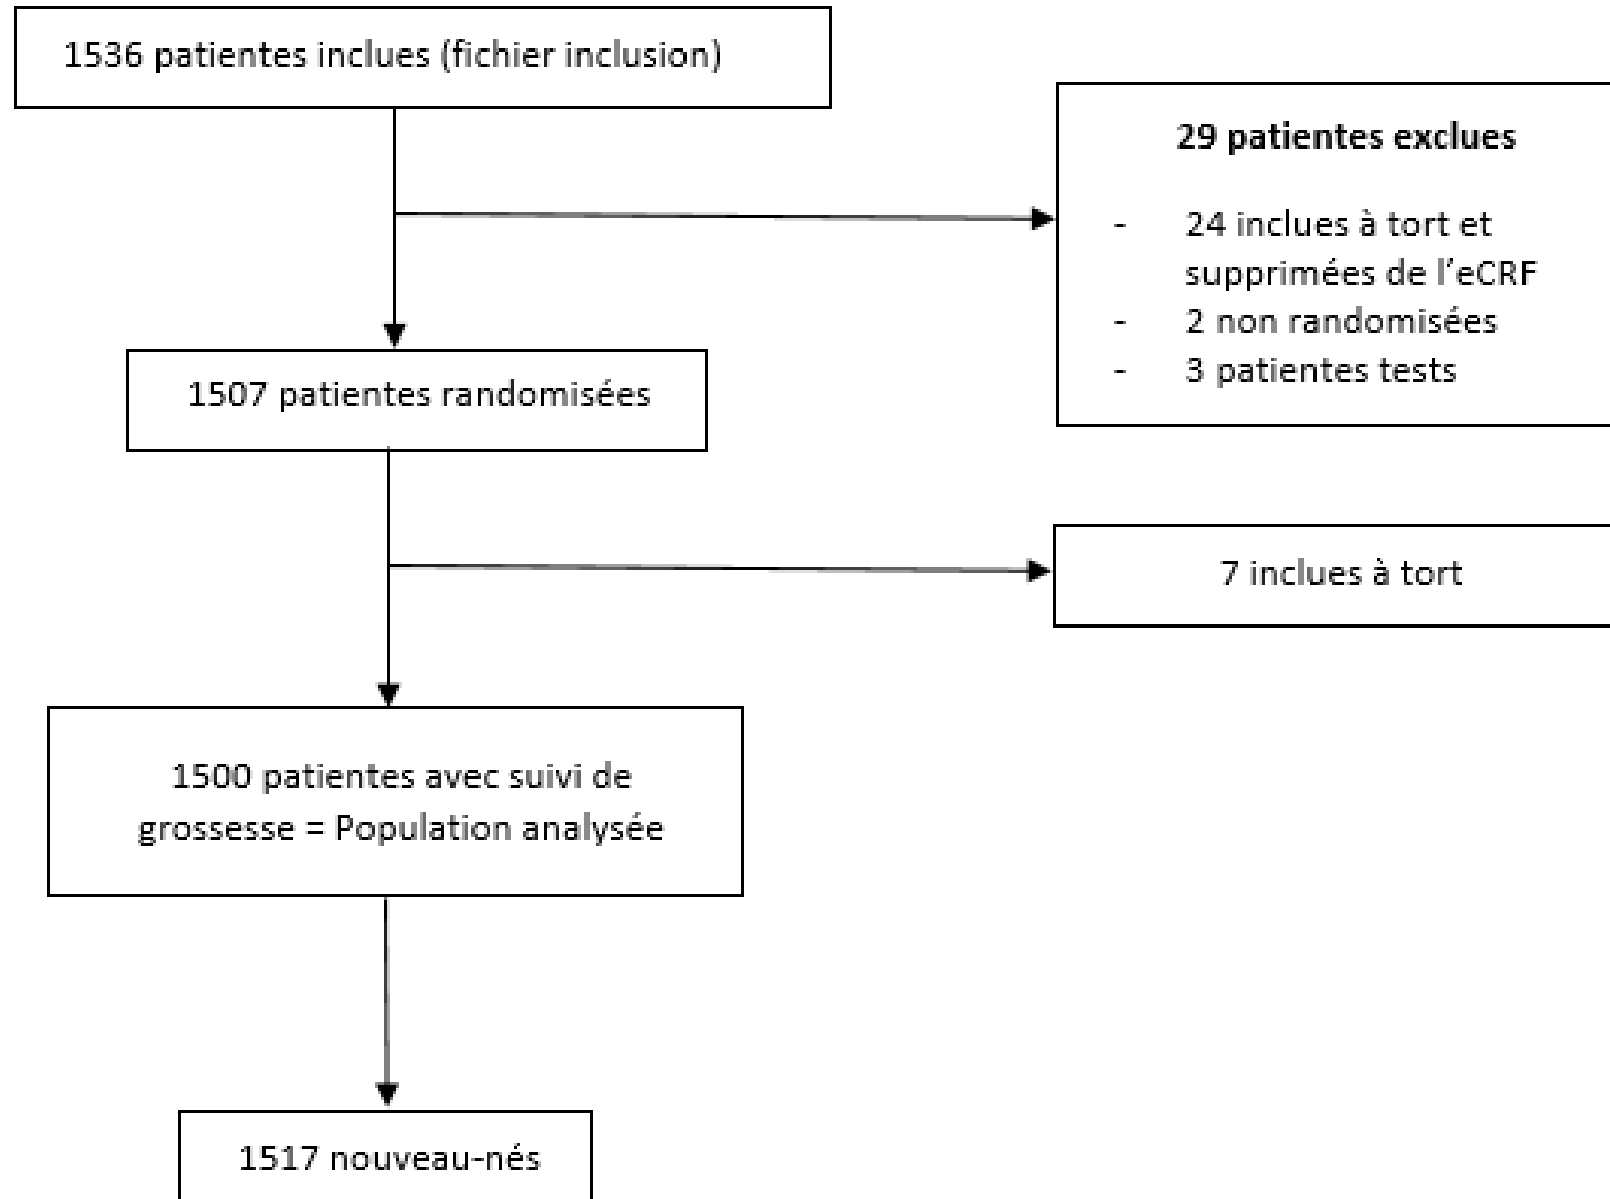 1536 patientes inclues (fichier inclusion)
29 patientes exclues
- 24 inclues à tort et
supprimées de l'eCRF
- 2 non randomisées
- 3 patientes tests
1507 patientes randomisées
7 inclues à tort
1500 patientes avec suivi de
grossesse = Population analysée
1517 nouveau-nés